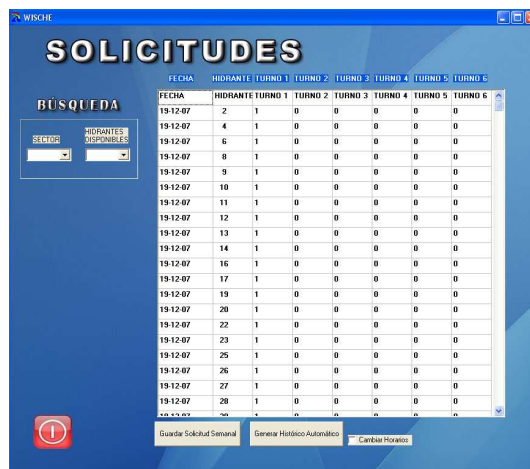 WISCHE
SOLICITUDES
FECHA HIDRANTE TURNO 1 TURNO 2 TURNO 3 TURNO 4 TURNO 5 TURNO 6
BÚSQUEDA
SECTOR
HIDRANTES
DISPONIBLES
FECHA HIDRANTE TURNO 1 TURNO 2 TURNO 3 TURNO 4 TURNO 5 TURNO 6
19-12-07 2 1 0 0 0 0 0
19-12-07 4 1 0 0 0 0 0
19-12-07 6 1 0 0 0 0 0
19-12-07 8 1 0 0 0 0 0
19-12-07 9 1 0 0 0 0 0
19-12-07 10 1 0 0 0 0 0
19-12-07 11 1 0 0 0 0 0
19-12-07 12 1 0 0 0 0 0
19-12-07 13 1 0 0 0 0 0
19-12-07 14 1 0 0 0 0 0
19-12-07 16 1 0 0 0 0 0
19-12-07 17 1 0 0 0 0 0
19-12-07 19 1 0 0 0 0 0
19-12-07 20 1 0 0 0 0 0
19-12-07 22 1 0 0 0 0 0
19-12-07 23 1 0 0 0 0 0
19-12-07 25 1 0 0 0 0 0
19-12-07 26 1 0 0 0 0 0
19-12-07 27 1 0 0 0 0 0
19-12-07 28 1 0 0 0 0 0
Guardar Solicitud Semanal
Generar Histórico Automático
Cambiar Horarios